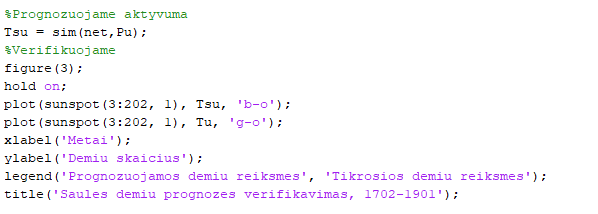 %Prognozuojame aktyvuma
Tsu = sim(net,Pu);
%Verifikuojame
figure(3);
hold on;
plot(sunspot(3:202, 1), Tsu, 'b-o');
plot(sunspot(3:202, 1), Tu, 'g-o');
xlabel('Metai');
ylabel('Demiu skaicius');
legend('Prognozuojamos demiu reiksmes', 'Tikrosios demiu reiksmes');
title('Saules demiu prognozes verifikavimas, 1702-1901');